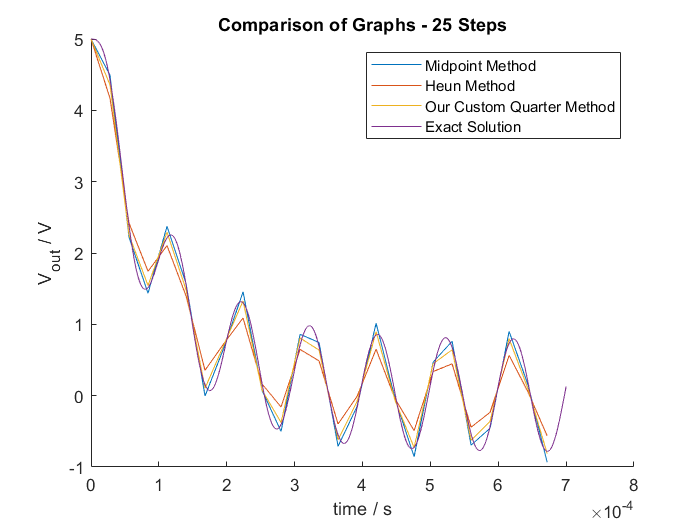 Comparison of Graphs - 25 Steps
Midpoint Method
Heun Method
Our Custom Quarter Method
Exact Solution
V_out / V
5
4
3
2
1
0
-1
0 1 2 3 4 5 6 7 8
time / s
×10^-4